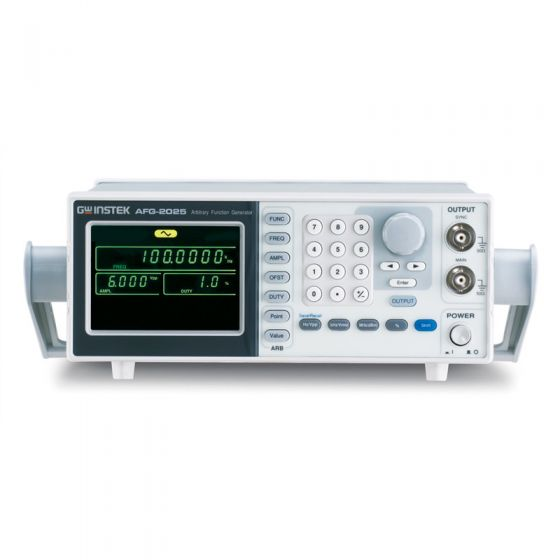 GW INSTEK AFG-2025 Arbitrary Function Generator
100.0000
FREQ
6.000 Vpp
1.0 %
AMPL
DUTY
FUNC
FREQ
AMPL
OFST
DUTY
Point
Value
ARB
7 8 9
4 5 6
1 2 3
0 • +/-
Enter
OUTPUT
Save/Recall
Hz/Vpp
kHz/Vrms
MHz/dBm
%
Shift
OUTPUT
SYNC
50Ω
MAIN
50Ω
POWER